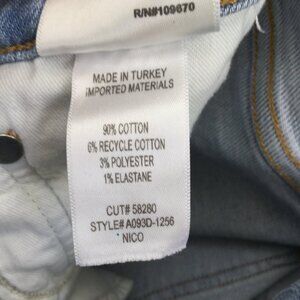 R/N#109670
MADE IN TURKEY
IMPORTED MATERIALS
90% COTTON
6% RECYCLE COTTON
3% POLYESTER
1% ELASTANE
CUT# 58280
STYLE# A093D-1256
NICO